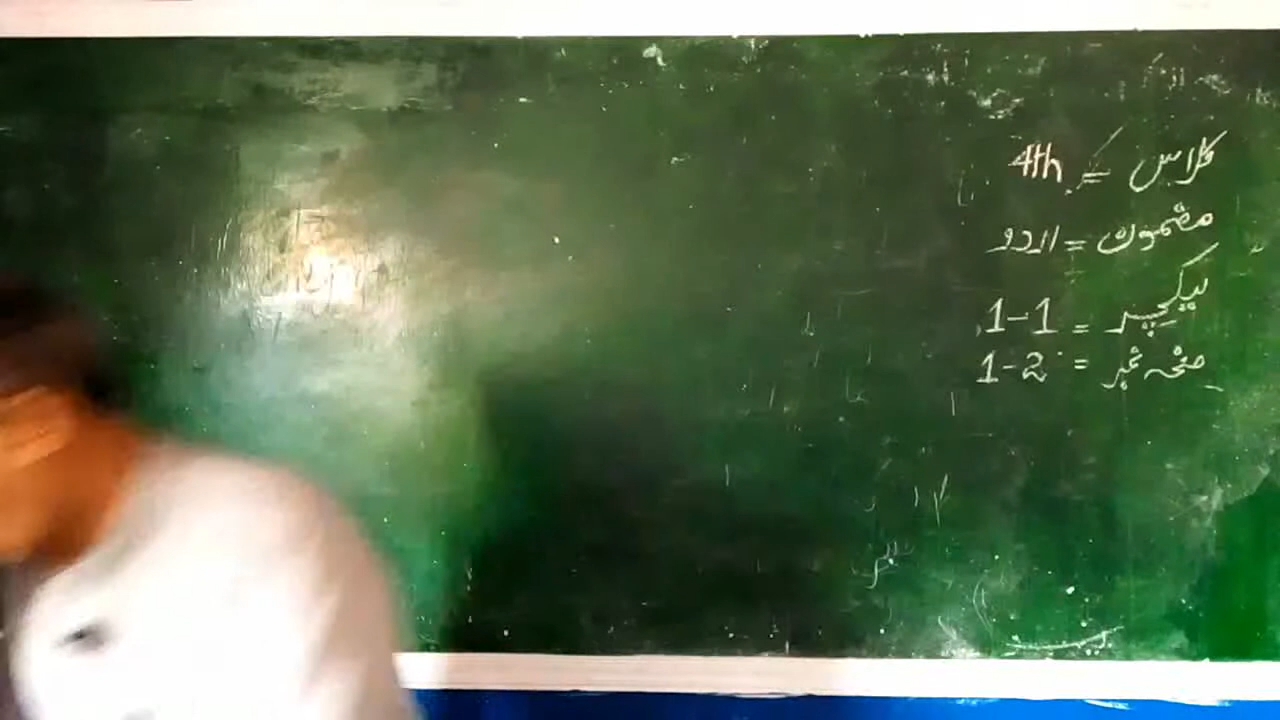 کلاس = 4th
مضمون = اردو
لیکچر = 1-1
صفحہ نمبر = 1-2